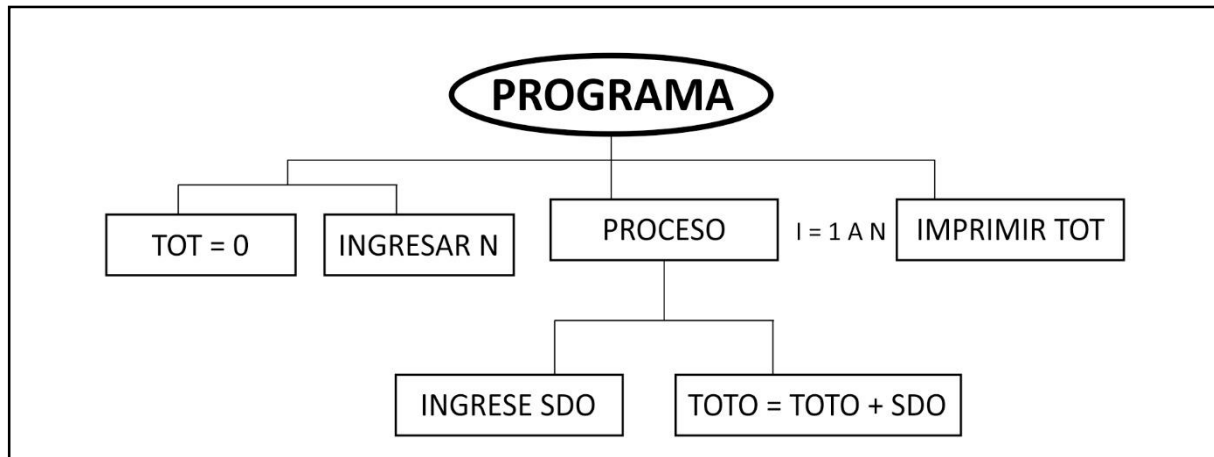 PROGRAMA
TOT = 0
INGRESAR N
PROCESO
I = 1 A N
IMPRIMIR TOT
INGRESE SDO
TOTO = TOTO + SDO